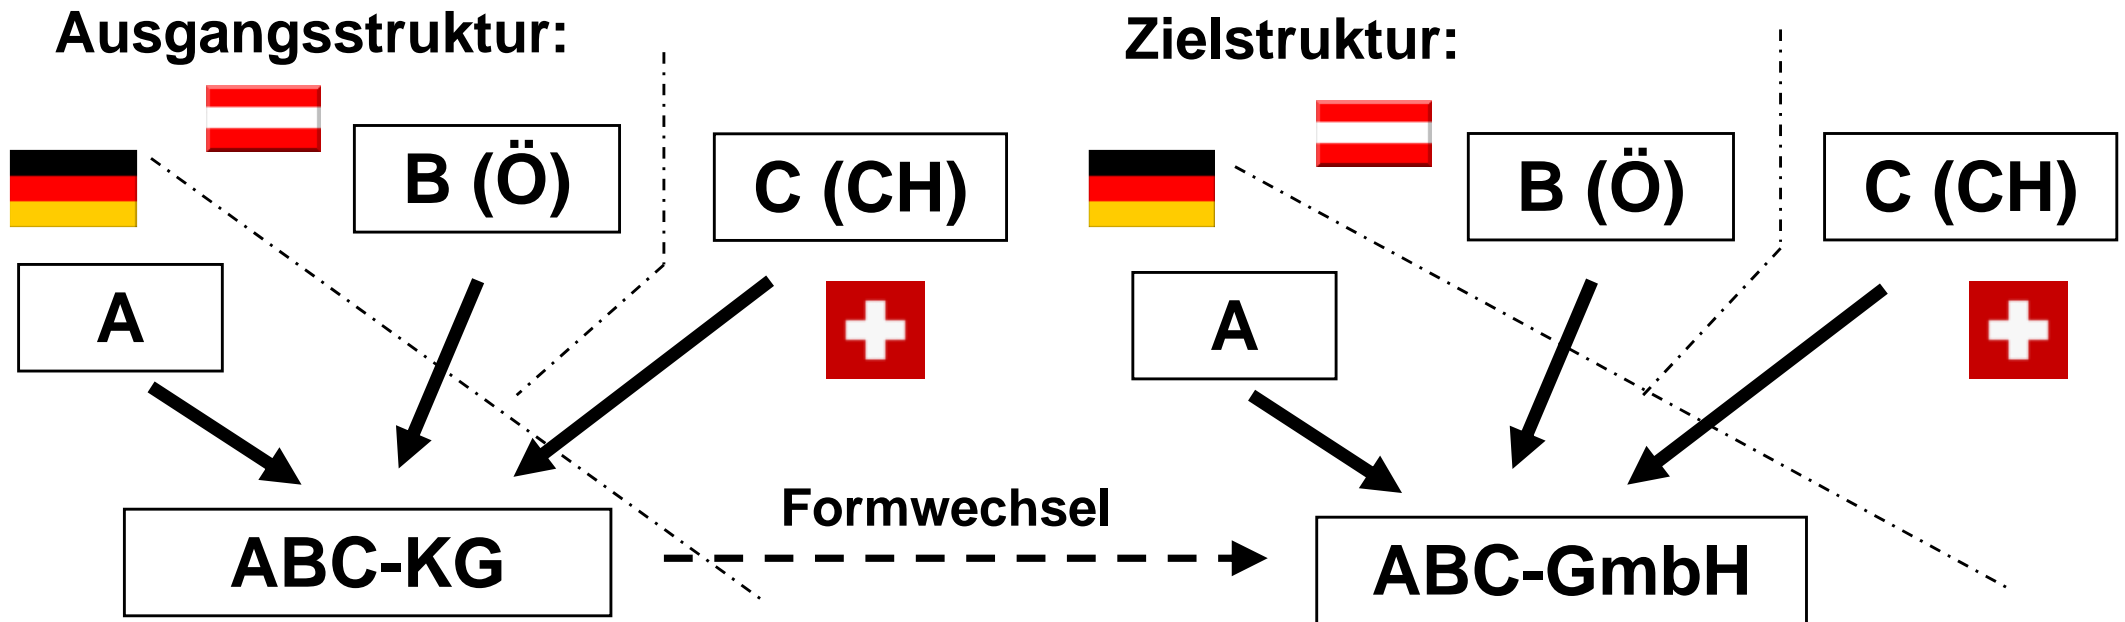 Ausgangsstruktur:
Zielstruktur:
B (Ö)
C (CH)
A
B (Ö)
C (CH)
A
Formwechsel
ABC-KG
ABC-GmbH